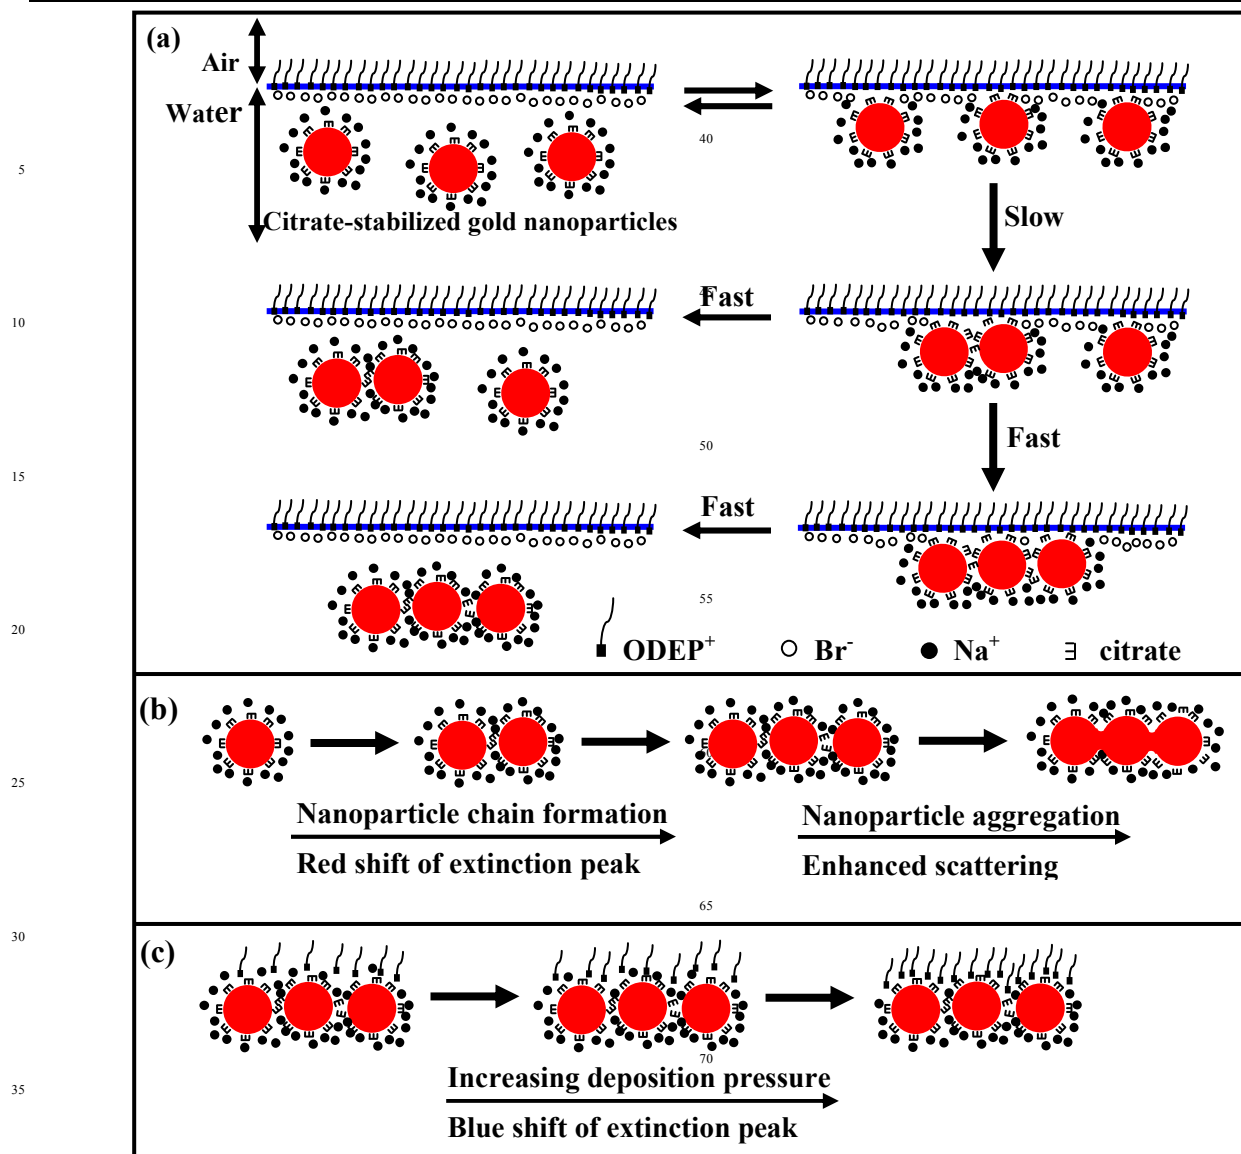 (a)
Air
Water
40
5
Citrate-stabilized gold nanoparticles
Slow
45
Fast
10
Fast
50
15
Fast
55
20
ODEP+
Br-
Na+
citrate
(b)
25
Nanoparticle chain formation
Nanoparticle aggregation
Red shift of extinction peak
Enhanced scattering
65
30
(c)
70
Increasing deposition pressure
35
Blue shift of extinction peak